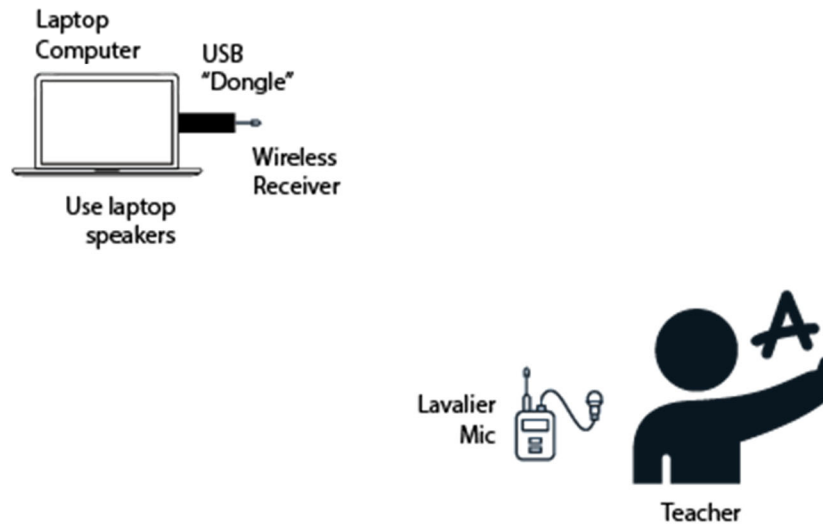 Laptop
Computer
USB
“Dongle”
Wireless
Receiver
Use laptop
speakers
Lavalier
Mic
A
Teacher